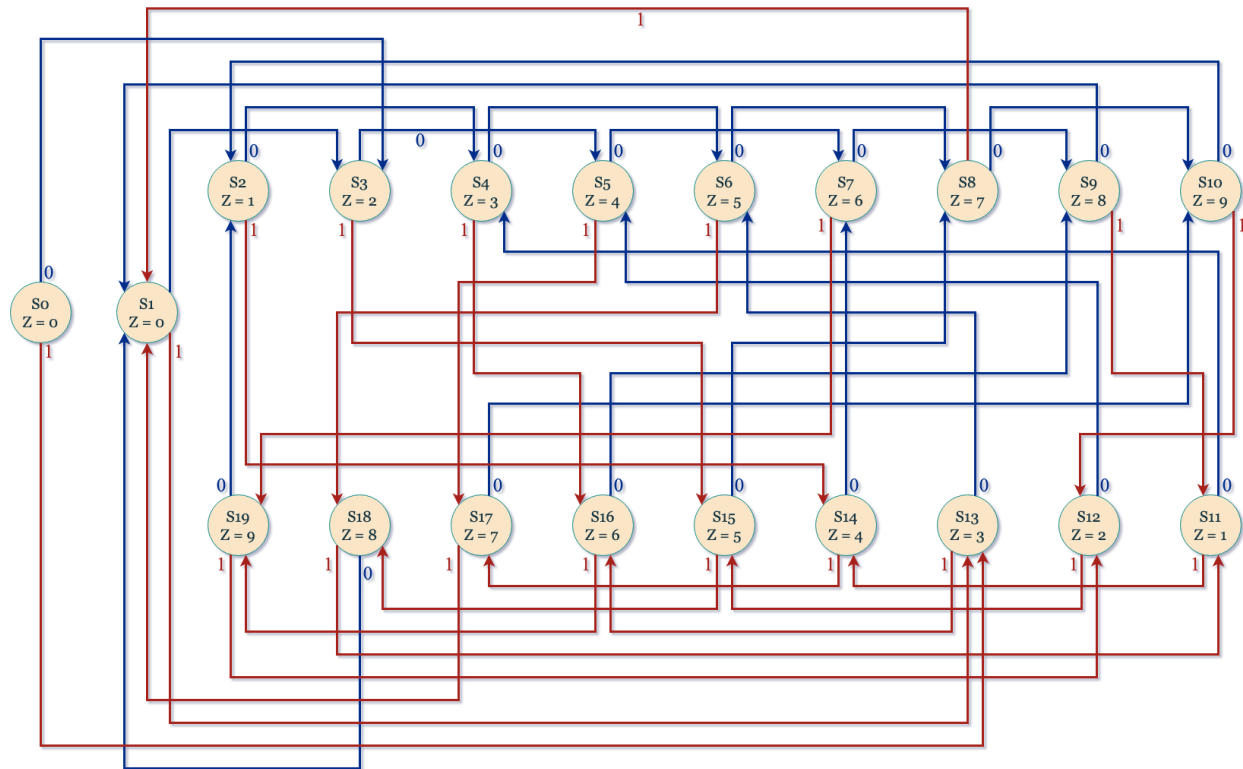 1
0
0
0
0
0
0
0
0
0
S2
Z = 1
S3
Z = 2
S4
Z = 3
S5
Z = 4
S6
Z = 5
S7
Z = 6
S8
Z = 7
S9
Z = 8
S10
Z = 9
1
1
1
1
1
1
1
1
0
S0
Z = 0
1
S1
Z = 0
1
0
0
0
0
0
0
0
0
S19
Z = 9
S18
Z = 8
S17
Z = 7
S16
Z = 6
S15
Z = 5
S14
Z = 4
S13
Z = 3
S12
Z = 2
S11
Z = 1
1
1
0
1
1
1
1
1
1
1